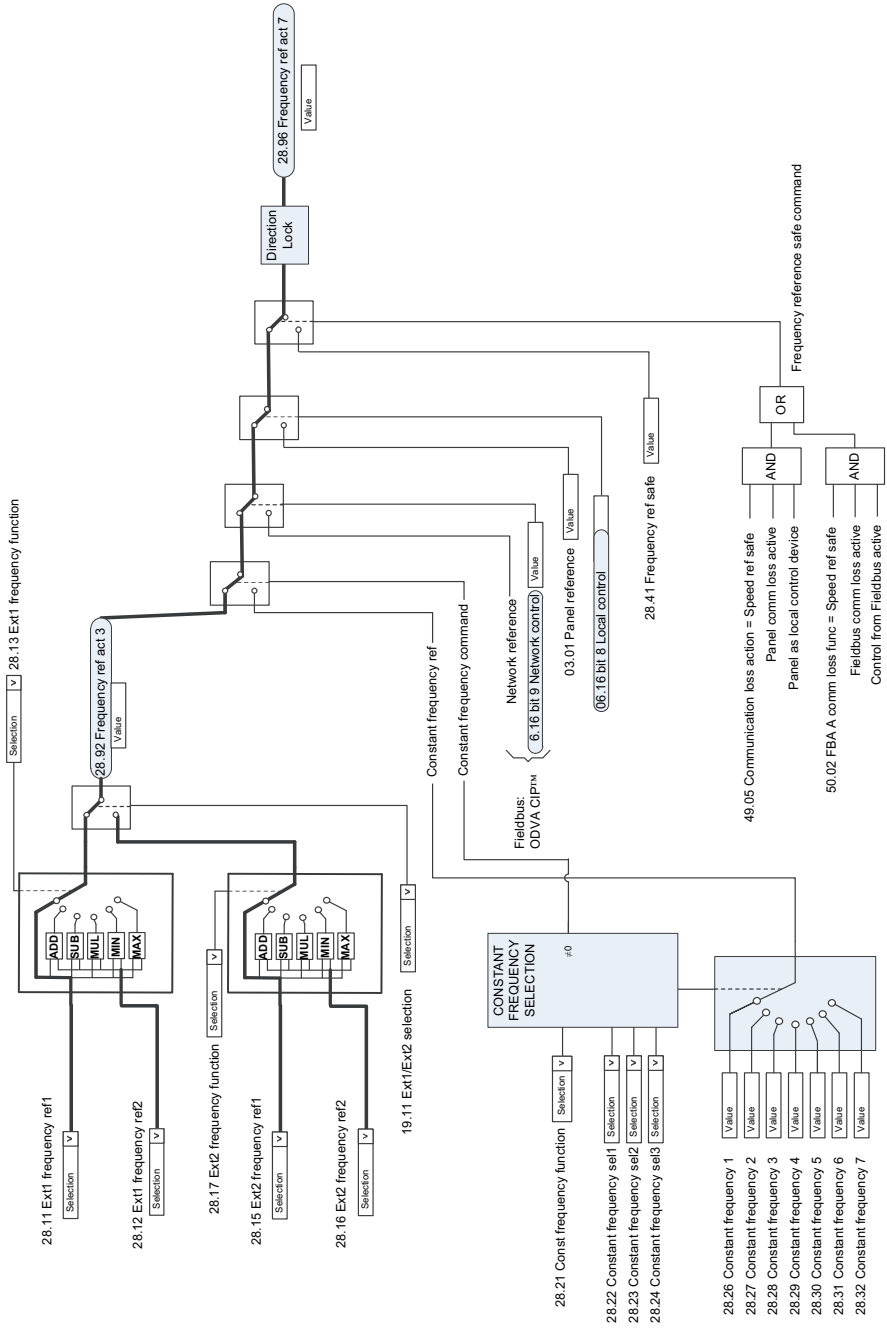 28.11 Ext1 frequency ref1
Selection v
28.12 Ext1 frequency ref2
Selection v
ADD
SUB
MUL
MIN
MAX
Selection v 28.13 Ext1 frequency function
28.17 Ext2 frequency function Selection v
28.15 Ext2 frequency ref1
Selection v
28.16 Ext2 frequency ref2
Selection v
ADD
SUB
MUL
MIN
MAX
19.11 Ext1/Ext2 selection Selection v
28.92 Frequency ref act 3
Value
Constant frequency ref
Constant frequency command
28.21 Const frequency function Selection v
28.22 Constant frequency sel1 Selection v
28.23 Constant frequency sel2 Selection v
28.24 Constant frequency sel3 Selection v
CONSTANT
FREQUENCY
SELECTION
≠0
28.26 Constant frequency 1 Value
28.27 Constant frequency 2 Value
28.28 Constant frequency 3 Value
28.29 Constant frequency 4 Value
28.30 Constant frequency 5 Value
28.31 Constant frequency 6 Value
28.32 Constant frequency 7 Value
Network reference
Fieldbus:
ODVA CIP™
6.16 bit 9 Network control Value
03.01 Panel reference Value
06.16 bit 8 Local control
28.41 Frequency ref safe Value
49.05 Communication loss action = Speed ref safe
Panel comm loss active
Panel as local control device
AND
50.02 FBA A comm loss func = Speed ref safe
Fieldbus comm loss active
Control from Fieldbus active
AND
OR
Frequency reference safe command
Direction
Lock
28.96 Frequency ref act 7
Value